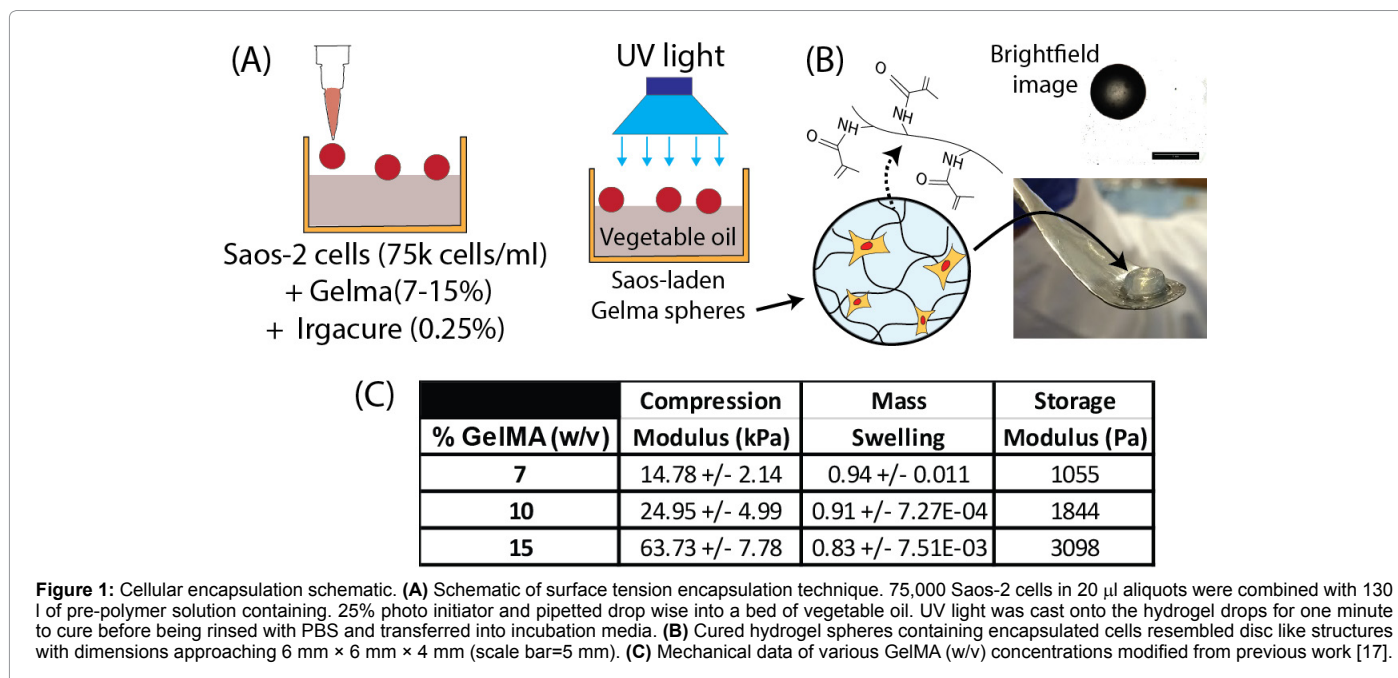 (A)
UV light
(B)
Brightfield
image
O
NH
O
NH
O
NH
Vegetable oil
Saos-2 cells (75k cells/ml)
+ Gelma(7-15%)
+ Irgacure (0.25%)
Saos-laden
Gelma spheres
(C)
Compression Mass Storage
% GelMA (w/v) Modulus (kPa) Swelling Modulus (Pa)
7 14.78 +/- 2.14 0.94 +/- 0.011 1055
10 24.95 +/- 4.99 0.91 +/- 7.27E-04 1844
15 63.73 +/- 7.78 0.83 +/- 7.51E-03 3098
Figure 1: Cellular encapsulation schematic. (A) Schematic of surface tension encapsulation technique. 75,000 Saos-2 cells in 20 μl aliquots were combined with 130
l of pre-polymer solution containing. 25% photo initiator and pipetted drop wise into a bed of vegetable oil. UV light was cast onto the hydrogel drops for one minute
to cure before being rinsed with PBS and transferred into incubation media. (B) Cured hydrogel spheres containing encapsulated cells resembled disc like structures
with dimensions approaching 6 mm × 6 mm × 4 mm (scale bar=5 mm). (C) Mechanical data of various GelMA (w/v) concentrations modified from previous work [17].